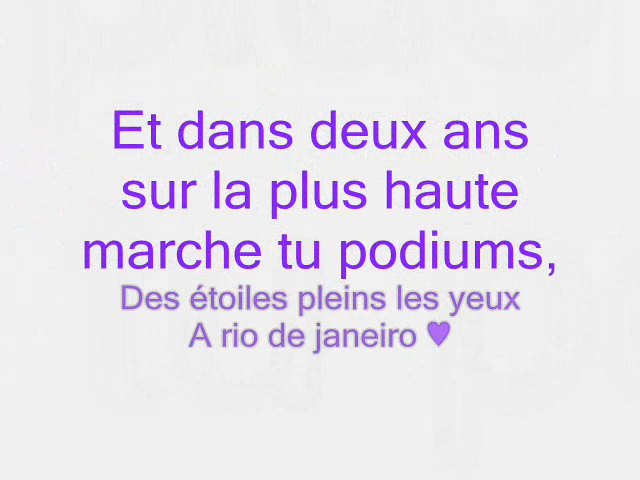 Et dans deux ans
sur la plus haute
marche tu podiums,
Des étoiles pleins les yeux
A rio de janeiro ♥